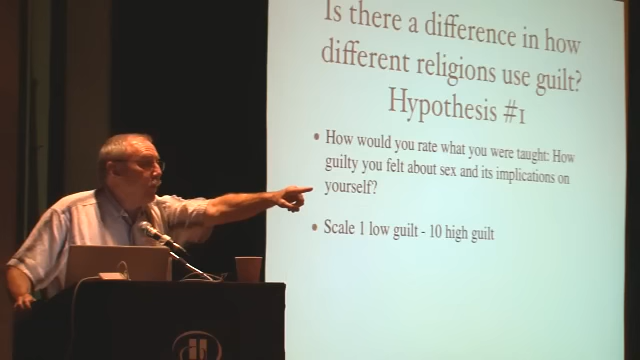 Is there a difference in how
different religions use guilt?
Hypothesis #1
• How would you rate what you were taught: How
guilty you felt about sex and its implications on
yourself?
• Scale 1 low guilt - 10 high guilt